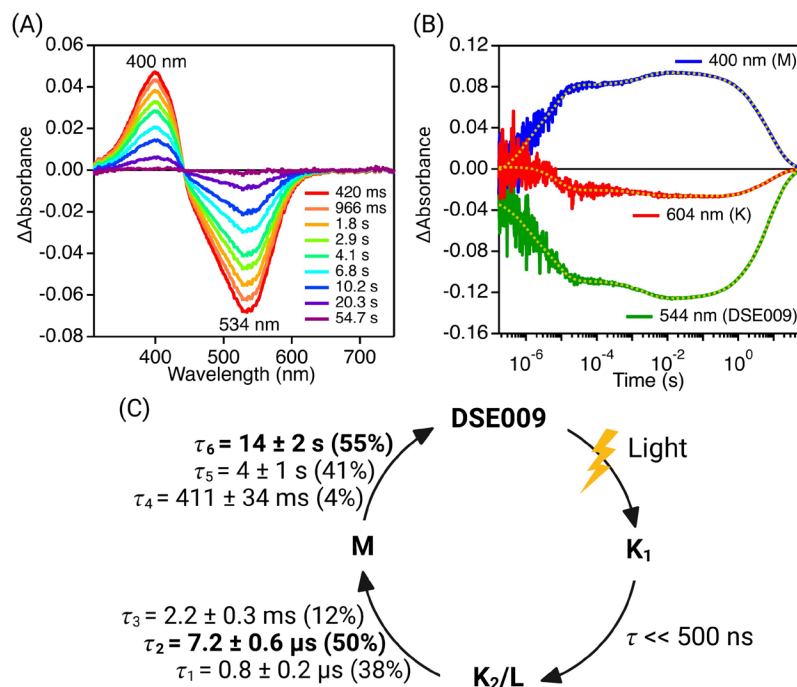 (A)
0.06
0.04
0.02
0.00
-0.02
-0.04
-0.06
-0.08
ΔAbsorbance
400 nm
534 nm
420 ms
966 ms
1.8 s
2.9 s
4.1 s
6.8 s
10.2 s
20.3 s
54.7 s
400 500 600 700
Wavelength (nm)
(B)
0.12
0.08
0.04
0.00
-0.04
-0.08
-0.12
-0.16
ΔAbsorbance
400 nm (M)
604 nm (K)
544 nm (DSE009)
10⁻⁶ 10⁻⁴ 10⁻² 10⁰
Time (s)
(C)
DSE009
Light
K₁
τ << 500 ns
K₂/L
τ₃ = 2.2 ± 0.3 ms (12%)
τ₂ = 7.2 ± 0.6 µs (50%)
τ₁ = 0.8 ± 0.2 µs (38%)
M
τ₆ = 14 ± 2 s (55%)
τ₅ = 4 ± 1 s (41%)
τ₄ = 411 ± 34 ms (4%)